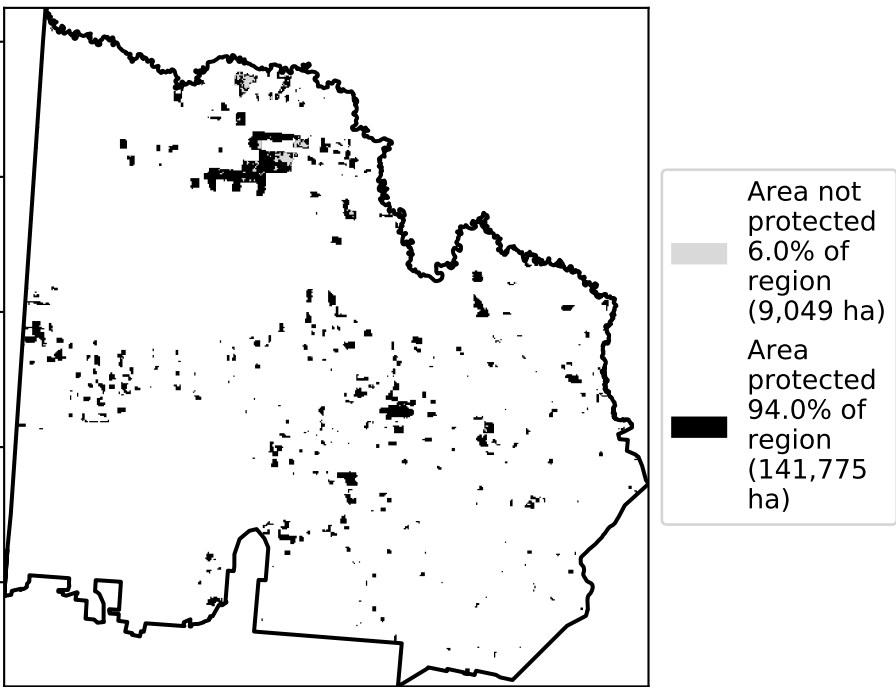 Area not
protected
6.0% of
region
(9,049 ha)
Area
protected
94.0% of
region
(141,775
ha)